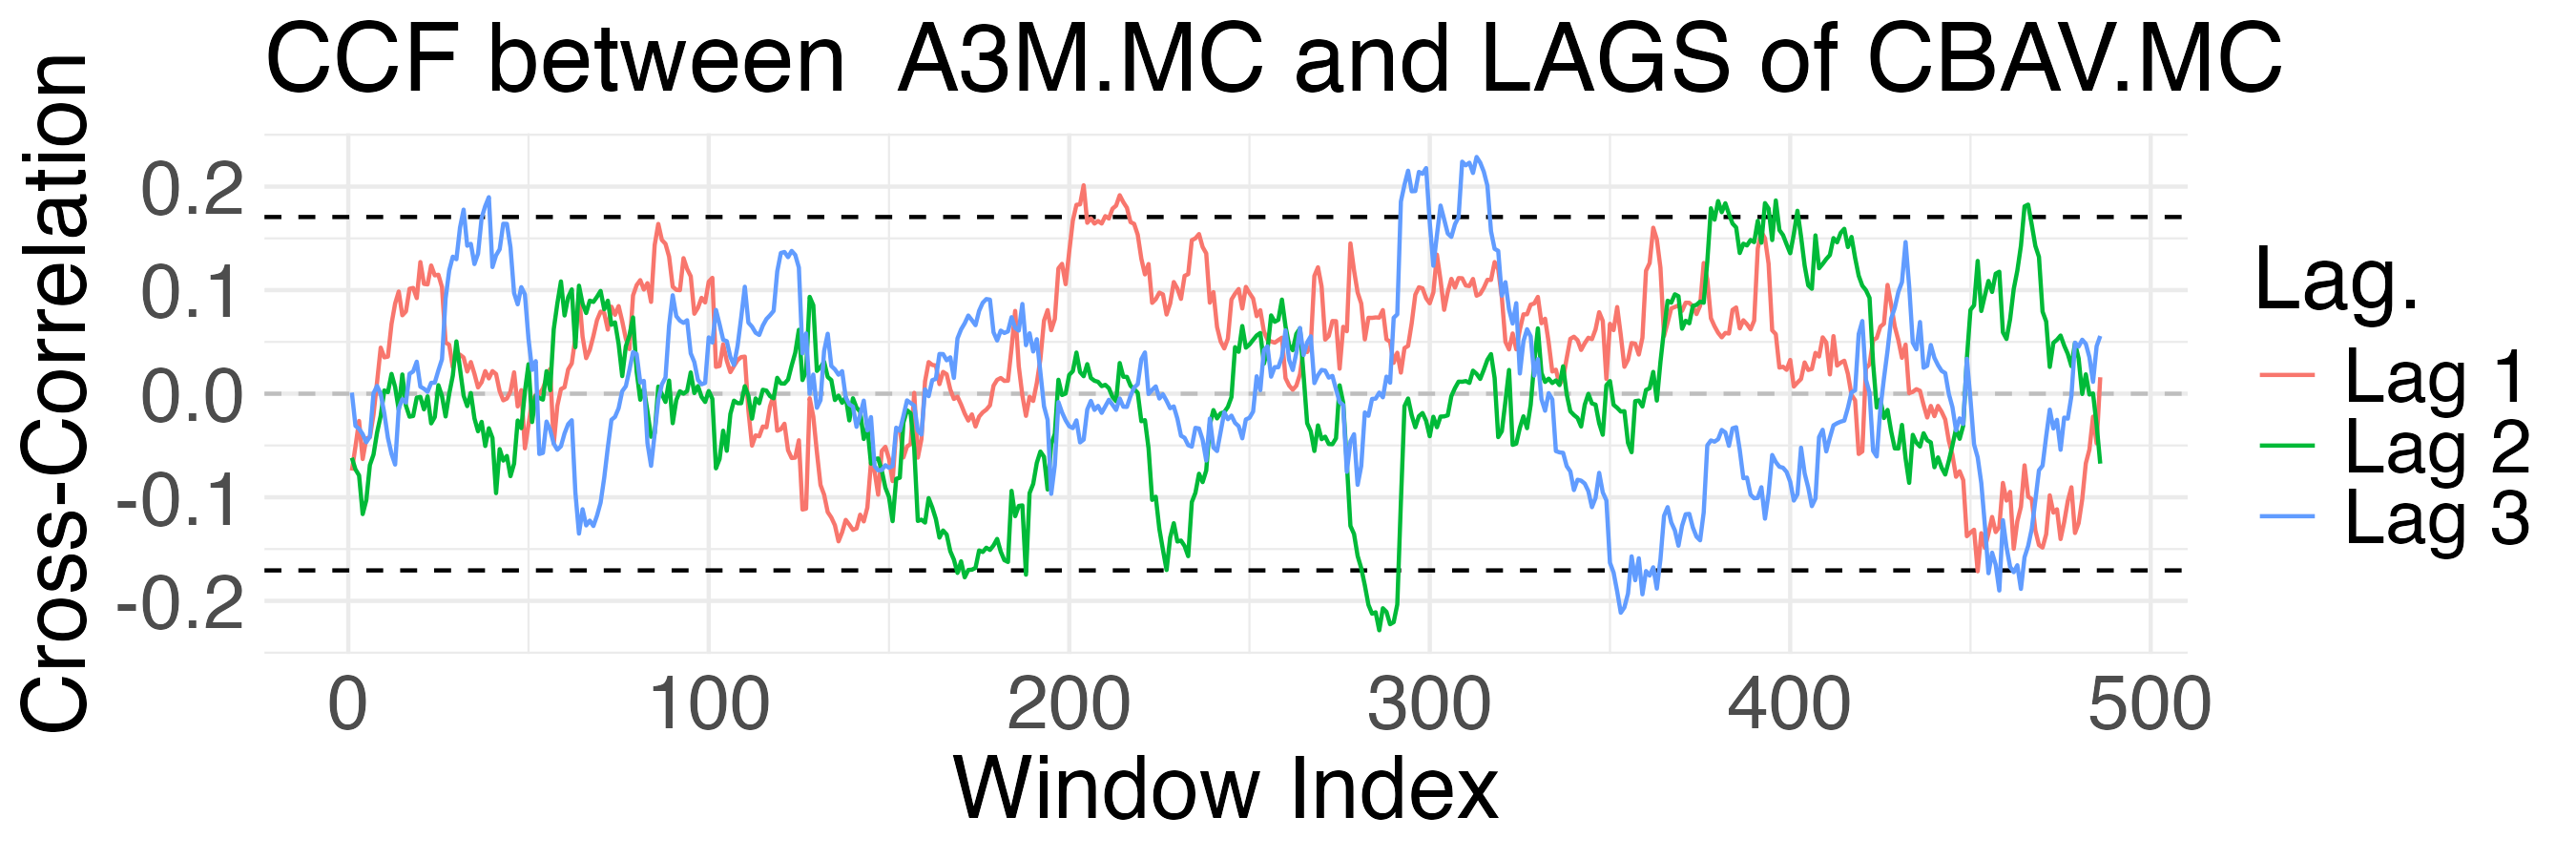 CCF between  A3M.MC and LAGS of CBAV.MC
Cross-Correlation
0.2
0.1
0.0
-0.1
-0.2
0 100 200 300 400 500
Window Index
Lag.
Lag 1
Lag 2
Lag 3